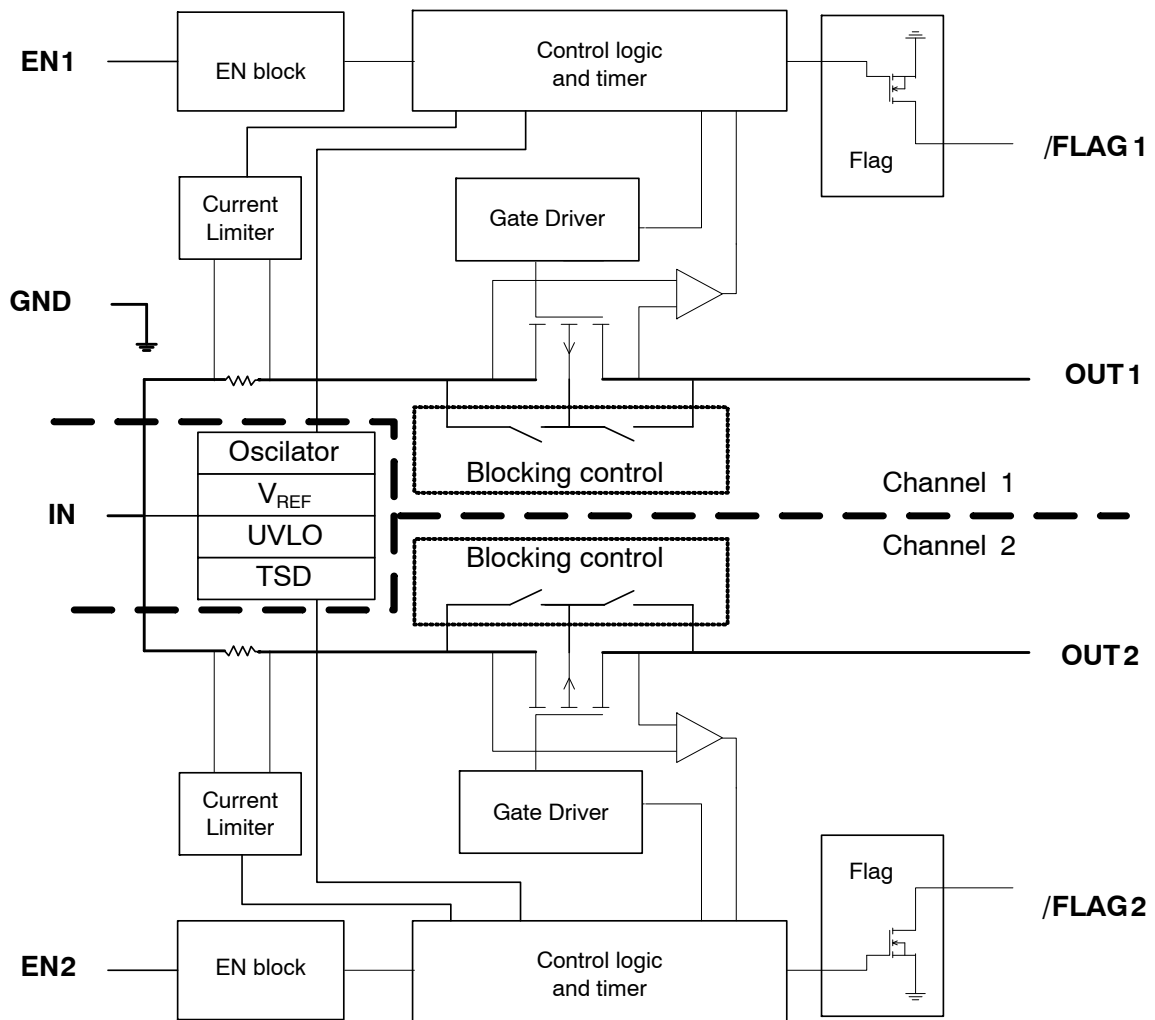 EN1
EN block
Control logic
and timer
Flag
/FLAG1
Current
Limiter
Gate Driver
GND
OUT1
Blocking control
Channel 1
Oscilator
VREF
UVLO
TSD
IN
Channel 2
Blocking control
OUT2
Current
Limiter
Gate Driver
Flag
/FLAG2
EN2
EN block
Control logic
and timer